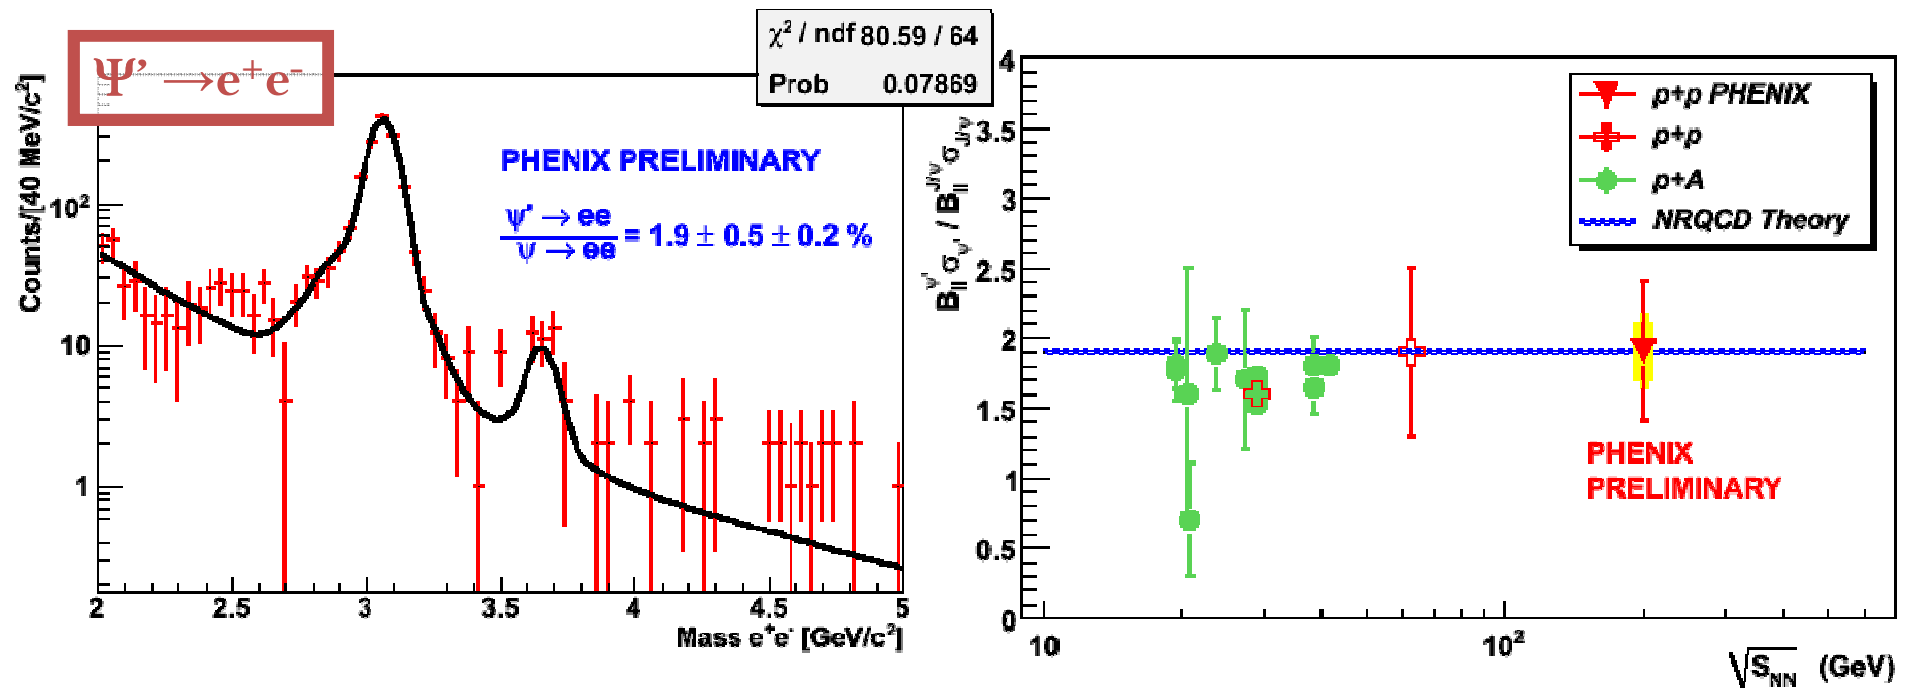 Ψ' →e⁺e⁻
χ² / ndf 80.59 / 64
Prob 0.07869
Counts/[40 MeV/c²]
10²
10
1
PHENIX PRELIMINARY
ψ' → ee
ψ → ee
= 1.9 ± 0.5 ± 0.2 %
2 2.5 3 3.5 4 4.5 5
Mass e⁺e⁻ [GeV/c²]
B_ll^ψ' σ_ψ' / B_ll^J/ψ σ_J/ψ
4
3.5
3
2.5
2
1.5
1
0.5
0
p+p PHENIX
p+p
p+A
NRQCD Theory
PHENIX
PRELIMINARY
10 10²
√S_NN (GeV)